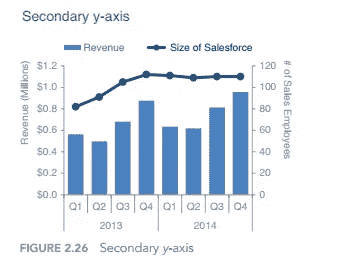 Secondary y-axis
Revenue Size of Salesforce
Revenue (Millions)
$1.2
$1.0
$0.8
$0.6
$0.4
$0.2
$0.0
120
100
80
60
40
20
0
# of Sales Employees
Q1 Q2 Q3 Q4 Q1 Q2 Q3 Q4
2013 2014
FIGURE 2.26 Secondary y-axis